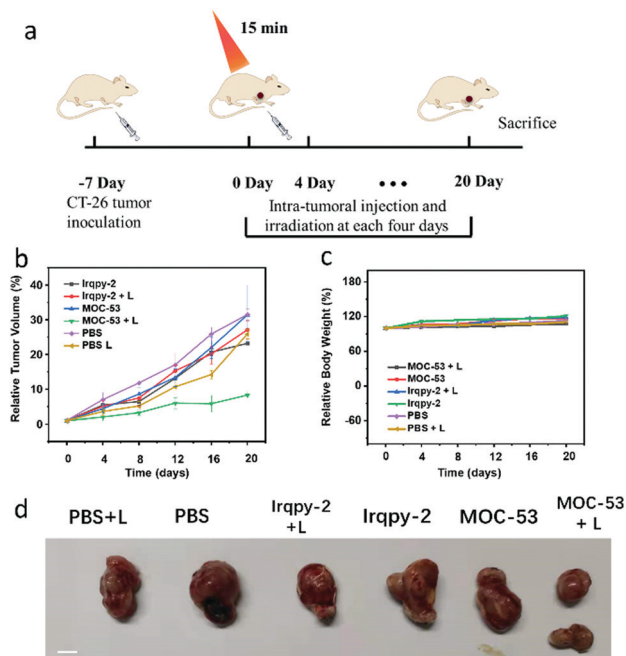 a
15 min
Sacrifice
-7 Day
0 Day
4 Day
•••
20 Day
CT-26 tumor
inoculation
Intra-tumoral injection and
irradiation at each four days
b
Relative Tumor Volume (%)
40
30
20
10
0
Irqpy-2
Irqpy-2 + L
MOC-53
MOC-53 + L
PBS
PBS L
0 4 8 12 16 20
Time (days)
c
Relative Body Weight (%)
180
120
60
0
-60
MOC-53 + L
MOC-53
Irqpy-2 + L
Irqpy-2
PBS
PBS + L
0 4 8 12 16 20
Time (days)
d
PBS+L
PBS
Irqpy-2
+L
Irqpy-2
MOC-53
MOC-53
+ L